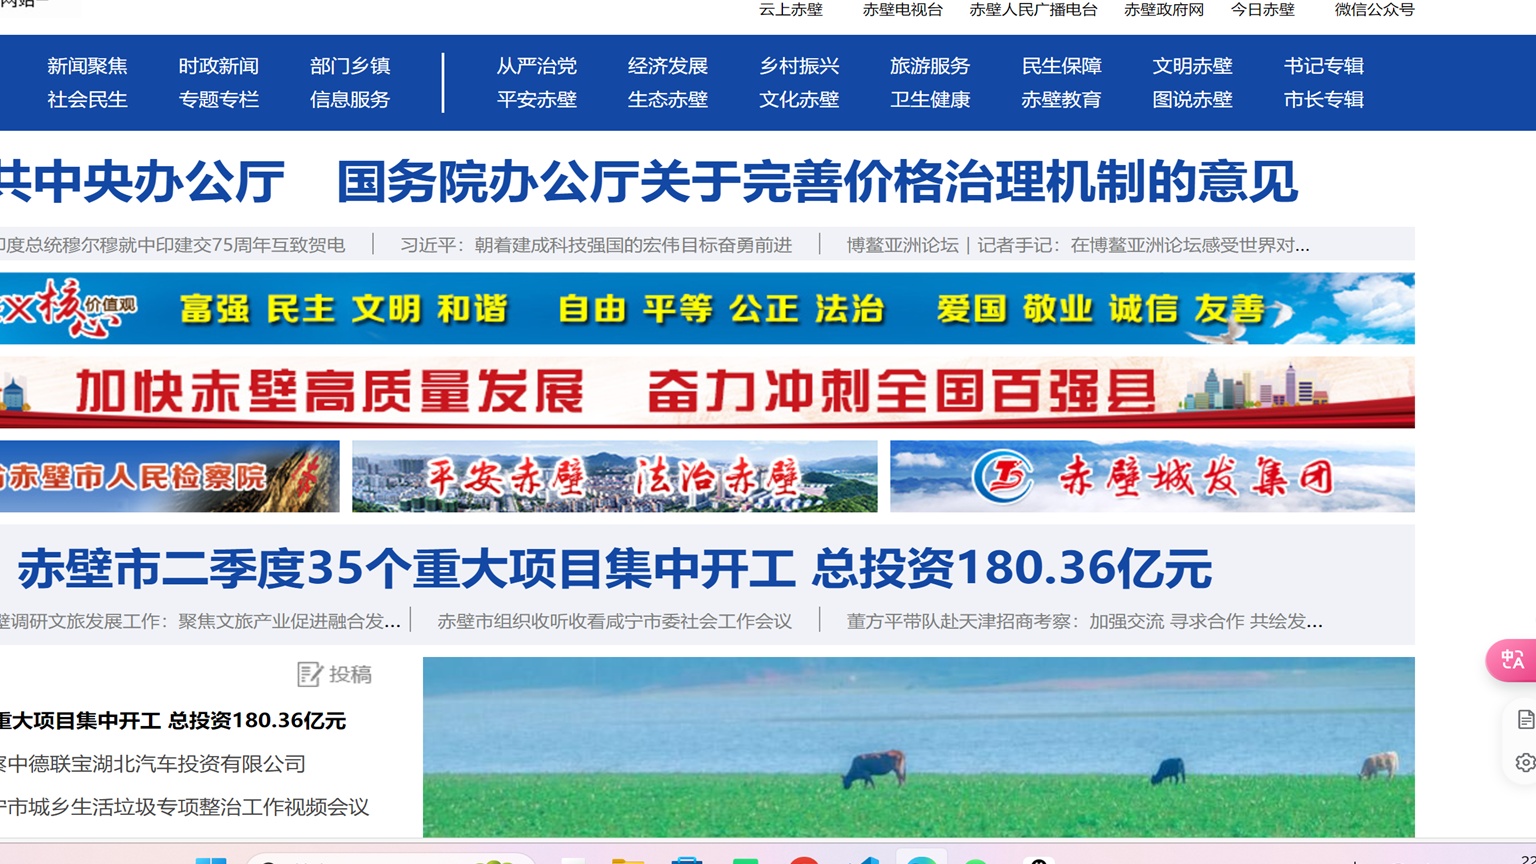 云上赤壁 赤壁电视台 赤壁人民广播电台 赤壁政府网 今日赤壁 微信公众号
新闻聚焦 时政新闻 部门乡镇 从严治党 经济发展 乡村振兴 旅游服务 民生保障 文明赤壁 书记专辑
社会民生 专题专栏 信息服务 平安赤壁 生态赤壁 文化赤壁 卫生健康 赤壁教育 图说赤壁 市长专辑
共中央办公厅 国务院办公厅关于完善价格治理机制的意见
印度总统穆尔穆就中印建交75周年互致贺电 | 习近平：朝着建成科技强国的宏伟目标奋勇前进 | 博鳌亚洲论坛 | 记者手记：在博鳌亚洲论坛感受世界对...
义核心价值观 富强 民主 文明 和谐 自由 平等 公正 法治 爱国 敬业 诚信 友善
加快赤壁高质量发展 奋力冲刺全国百强县
省赤壁市人民检察院 平安赤壁 法治赤壁 赤壁城发集团
赤壁市二季度35个重大项目集中开工 总投资180.36亿元
壁调研文旅发展工作：聚焦文旅产业促进融合发... | 赤壁市组织收听收看咸宁市委社会工作会议 | 董方平带队赴天津招商考察：加强交流 寻求合作 共绘发...
投稿
重大项目集中开工 总投资180.36亿元
察中德联宝湖北汽车投资有限公司
宁市城乡生活垃圾专项整治工作视频会议